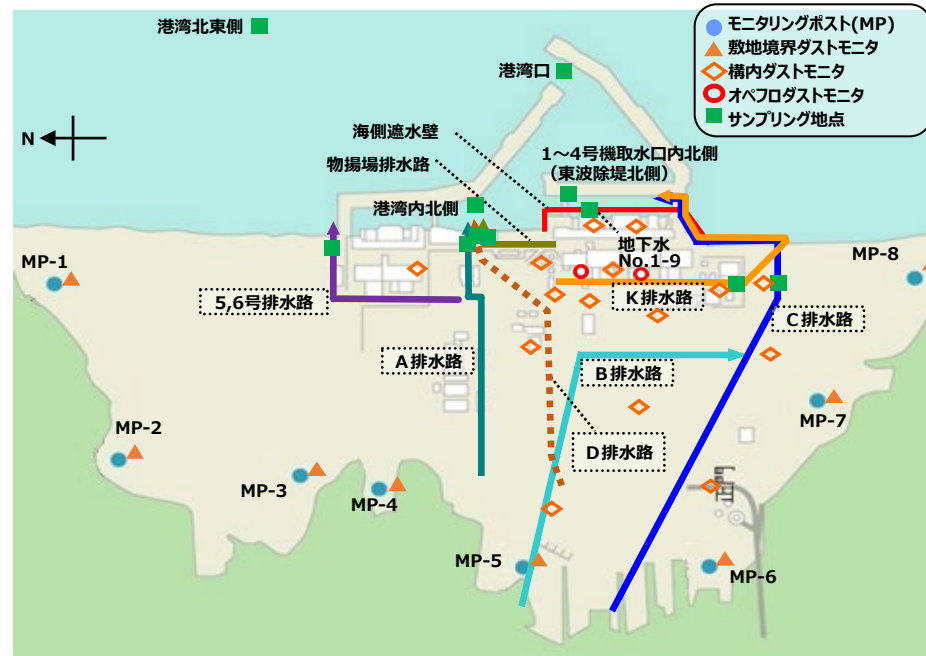 港湾北東側
モニタリングポスト(MP)
敷地境界ダストモニタ
構内ダストモニタ
オペフロダストモニタ
サンプリング地点
港湾口
N
海側遮水壁
物揚場排水路
1～4号機取水口内北側
（東波除堤北側）
港湾内北側
地下水
No.1-9
MP-1
MP-8
5,6号排水路
K排水路
C排水路
A排水路
B排水路
MP-7
MP-2
D排水路
MP-3
MP-4
正門
MP-5
MP-6